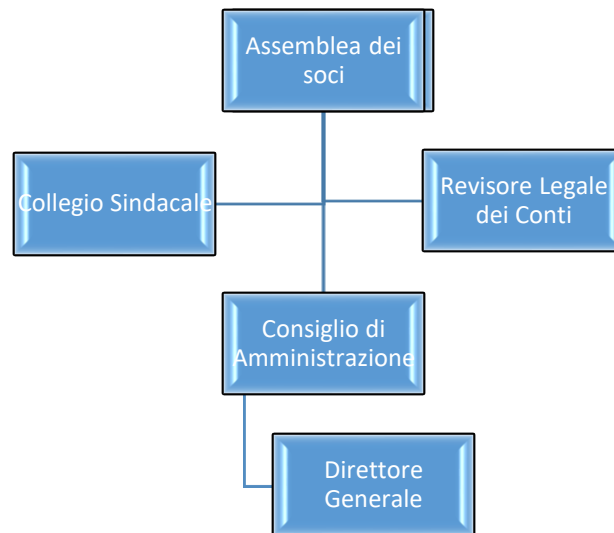 Assemblea dei
soci
Collegio Sindacale
Revisore Legale
dei Conti
Consiglio di
Amministrazione
Direttore
Generale